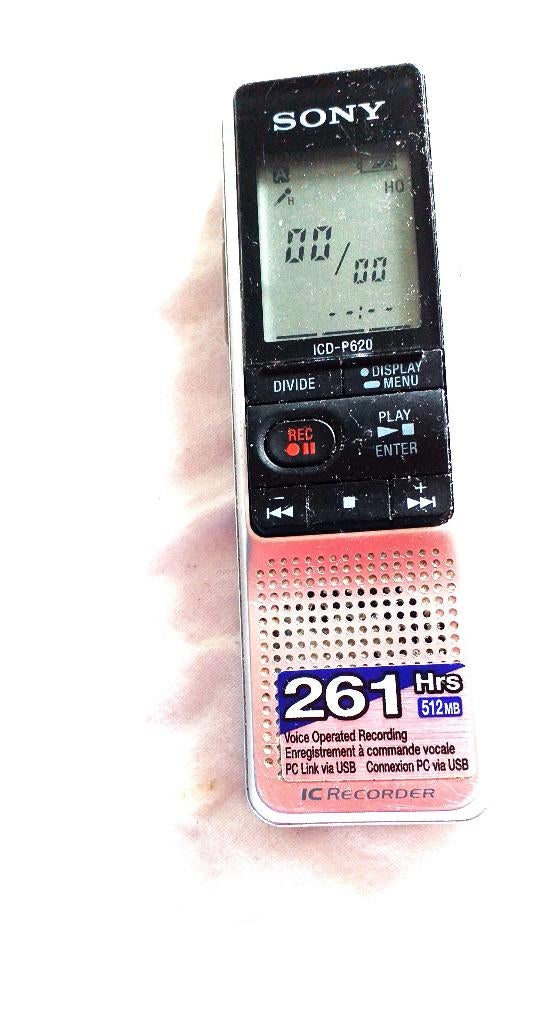 SONY
A
HQ
H
00/00
--:--
ICD-P620
DIVIDE
DISPLAY
MENU
REC
PLAY
ENTER
- +
261 Hrs
512MB
Voice Operated Recording
Enregistrement à commande vocale
PC Link via USB Connexion PC via USB
IC RECORDER